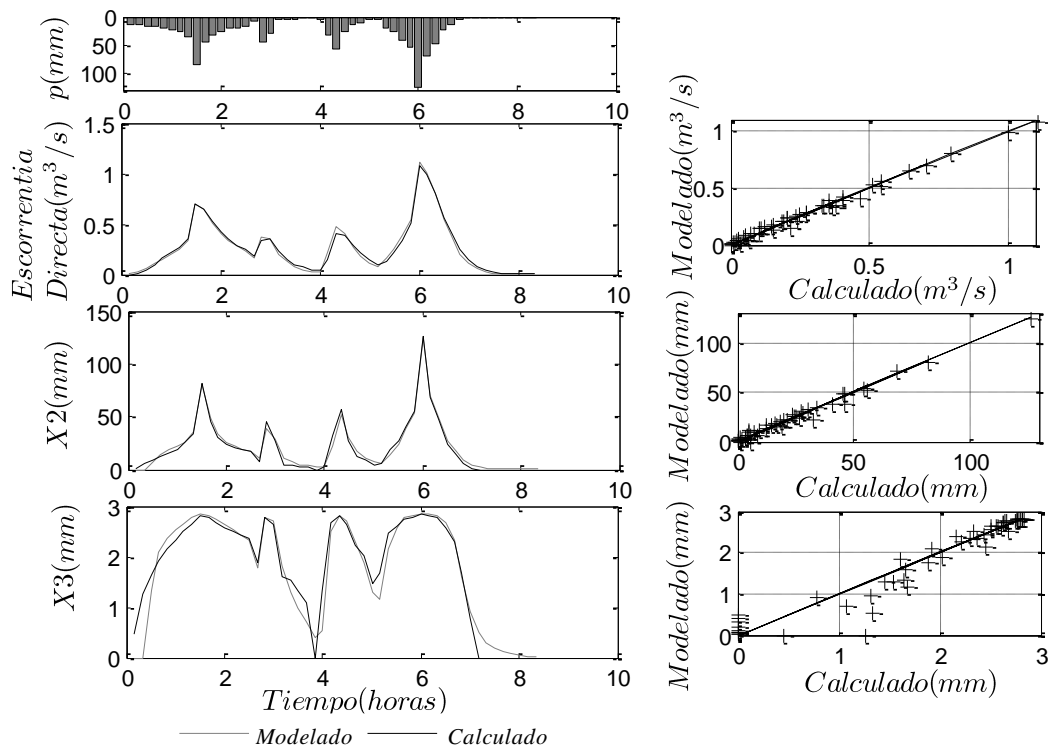 p(mm)
0
50
100
0 2 4 6 8 10
Escorrentia
Directa(m³/s)
1.5
1
0.5
0
0 2 4 6 8 10
X2(mm)
150
100
50
0
0 2 4 6 8 10
X3(mm)
3
2
1
0
0 2 4 6 8 10
Tiempo(horas)
Modelado Calculado
Modelado(m³/s)
1
0.5
0
0 0.5 1
Calculado(m³/s)
Modelado(mm)
100
50
0
0 50 100
Calculado(mm)
Modelado(mm)
3
2
1
0
0 1 2 3
Calculado(mm)